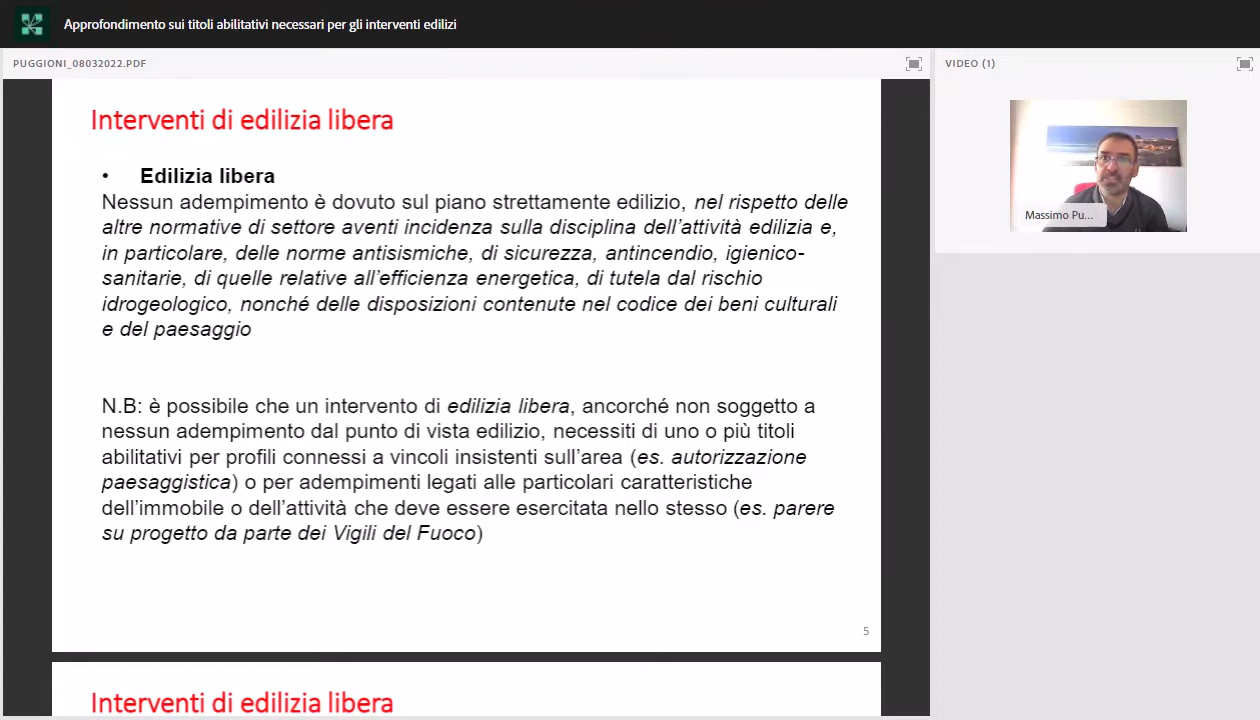 Approfondimento sui titoli abilitativi necessari per gli interventi edilizi
PUGGIONI_08032022.PDF
VIDEO (1)
Interventi di edilizia libera
• Edilizia libera
Nessun adempimento è dovuto sul piano strettamente edilizio, nel rispetto delle
altre normative di settore aventi incidenza sulla disciplina dell'attività edilizia e,
in particolare, delle norme antisismiche, di sicurezza, antincendio, igienico-
sanitarie, di quelle relative all'efficienza energetica, di tutela dal rischio
idrogeologico, nonché delle disposizioni contenute nel codice dei beni culturali
e del paesaggio
N.B: è possibile che un intervento di edilizia libera, ancorché non soggetto a
nessun adempimento dal punto di vista edilizio, necessiti di uno o più titoli
abilitativi per profili connessi a vincoli insistenti sull'area (es. autorizzazione
paesaggistica) o per adempimenti legati alle particolari caratteristiche
dell'immobile o dell'attività che deve essere esercitata nello stesso (es. parere
su progetto da parte dei Vigili del Fuoco)
5
Interventi di edilizia libera
Massimo Pu...